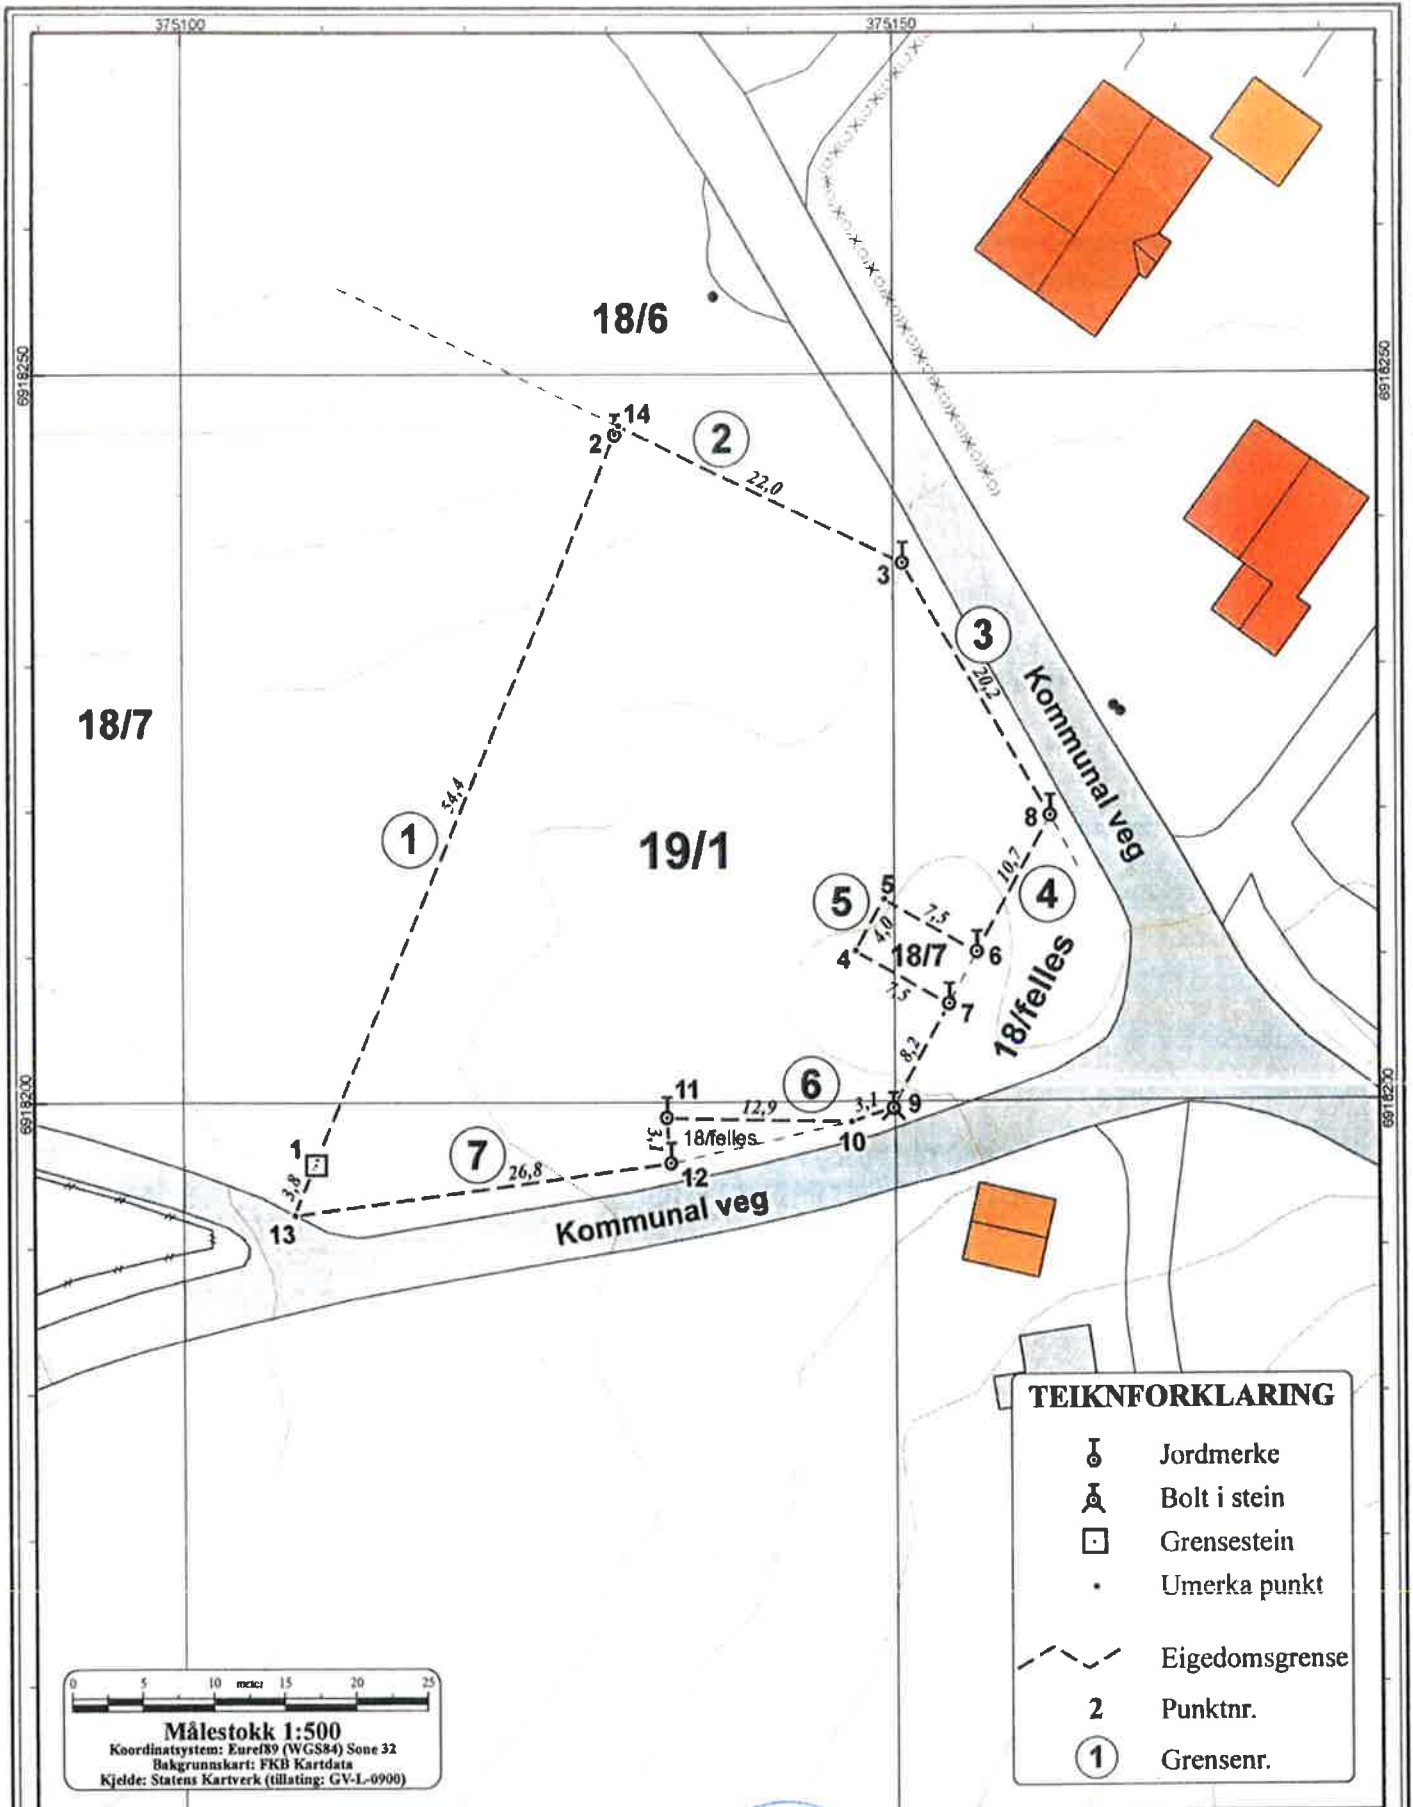 375100
375150
18/6
6918250
6918250
14
2
2
22,0
3
3
20,2
Kommunal veg
18/7
54,4
1
19/1
8
10,7
4
5
5
7,5
4,0
4
18/7
6
7,5
7
18/felles
8,2
6918200
6918200
11
6
12,9
3,1
9
10
3,1
18/felles
1
7
26,8
12
3,8
13
Kommunal veg
TEIKNFORKLARING
Jordmerke
Bolt i stein
Grensestein
Umerka punkt
Eigedomsgrense
2 Punktnr.
1 Grensenr.
0 5 10 meter 15 20 25
Målestokk 1:500
Koordinatsystem: Euref89 (WGS84) Sone 32
Bakgrunnskart: FKB Kartdata
Kjelde: Statens Kartverk (tillating: GV-L-0900)